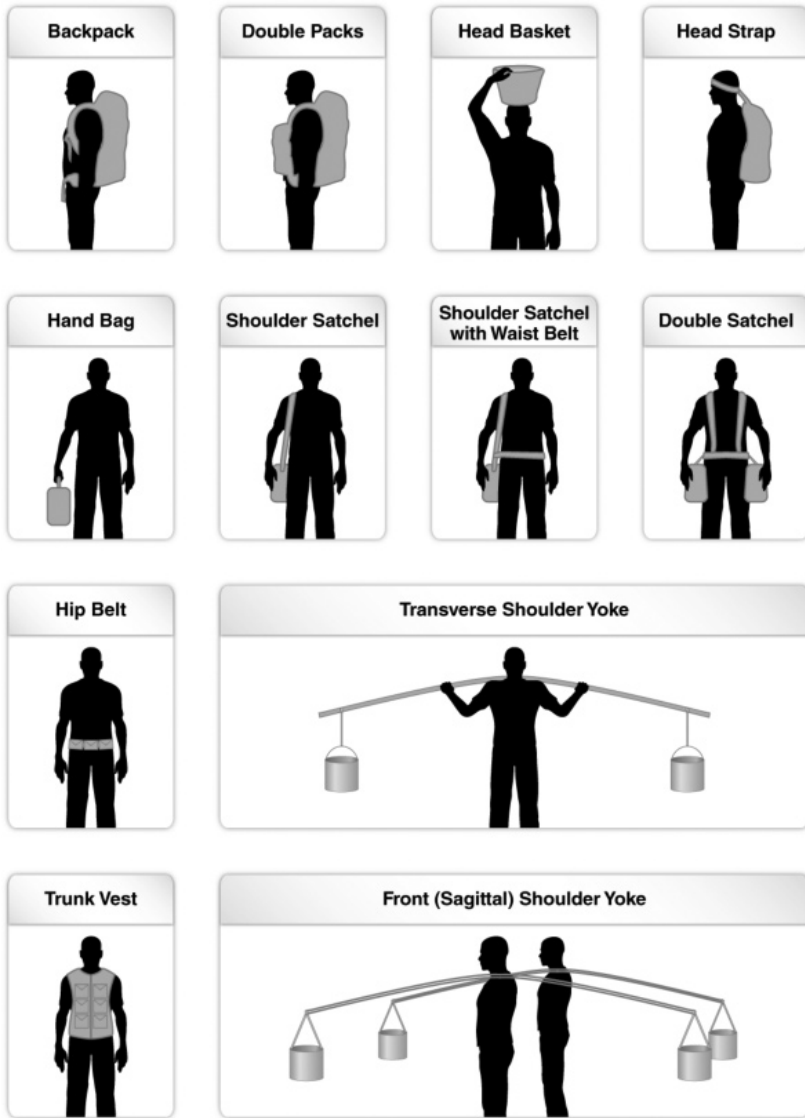 Backpack
Double Packs
Head Basket
Head Strap
Hand Bag
Shoulder Satchel
Shoulder Satchel
with Waist Belt
Double Satchel
Hip Belt
Transverse Shoulder Yoke
Trunk Vest
Front (Sagittal) Shoulder Yoke